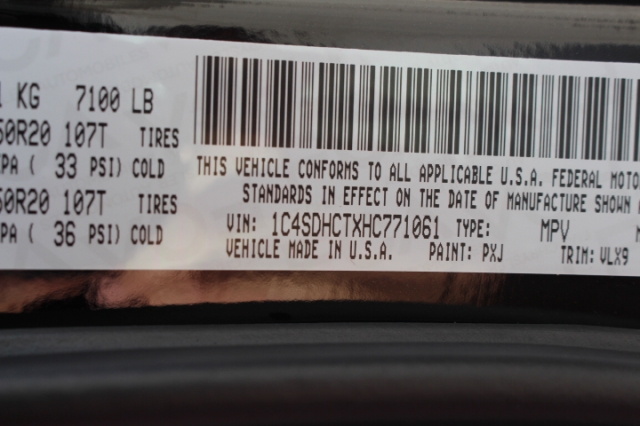 KG 7100 LB
50R20 107T TIRES
PA ( 33 PSI) COLD
50R20 107T TIRES
PA ( 36 PSI) COLD
THIS VEHICLE CONFORMS TO ALL APPLICABLE U.S.A. FEDERAL MOTO
STANDARDS IN EFFECT ON THE DATE OF MANUFACTURE SHOWN
VIN: 1C4SDHCTXHC771061 TYPE: MPV
VEHICLE MADE IN U.S.A. PAINT: PXJ TRIM: VLX9